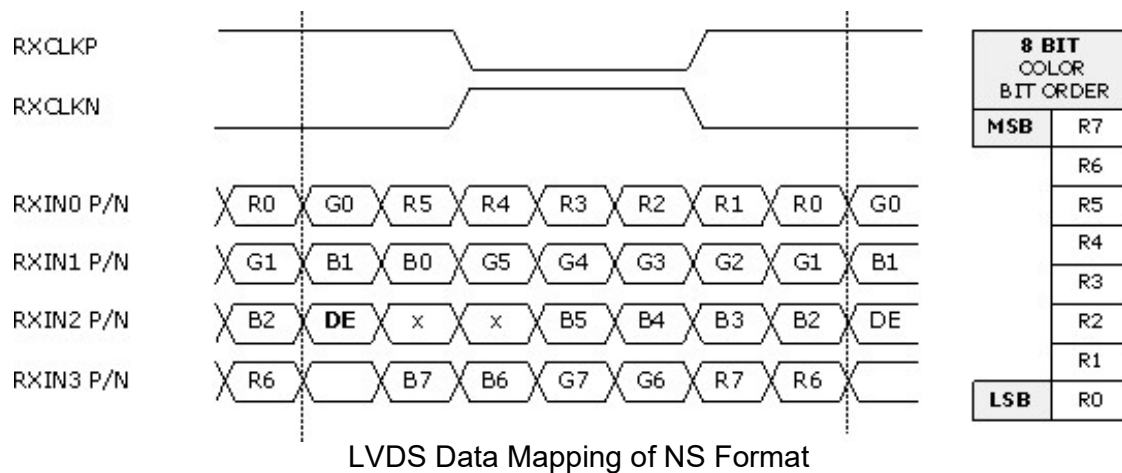 RXCLKP
RXCLKN
RXIN0 P/N R0 G0 R5 R4 R3 R2 R1 R0 G0
RXIN1 P/N G1 B1 B0 G5 G4 G3 G2 G1 B1
RXIN2 P/N B2 DE x x B5 B4 B3 B2 DE
RXIN3 P/N R6 B7 B6 G7 G6 R7 R6
8 BIT
COLOR
BIT ORDER
MSB R7
R6
R5
R4
R3
R2
R1
LSB R0
LVDS Data Mapping of NS Format